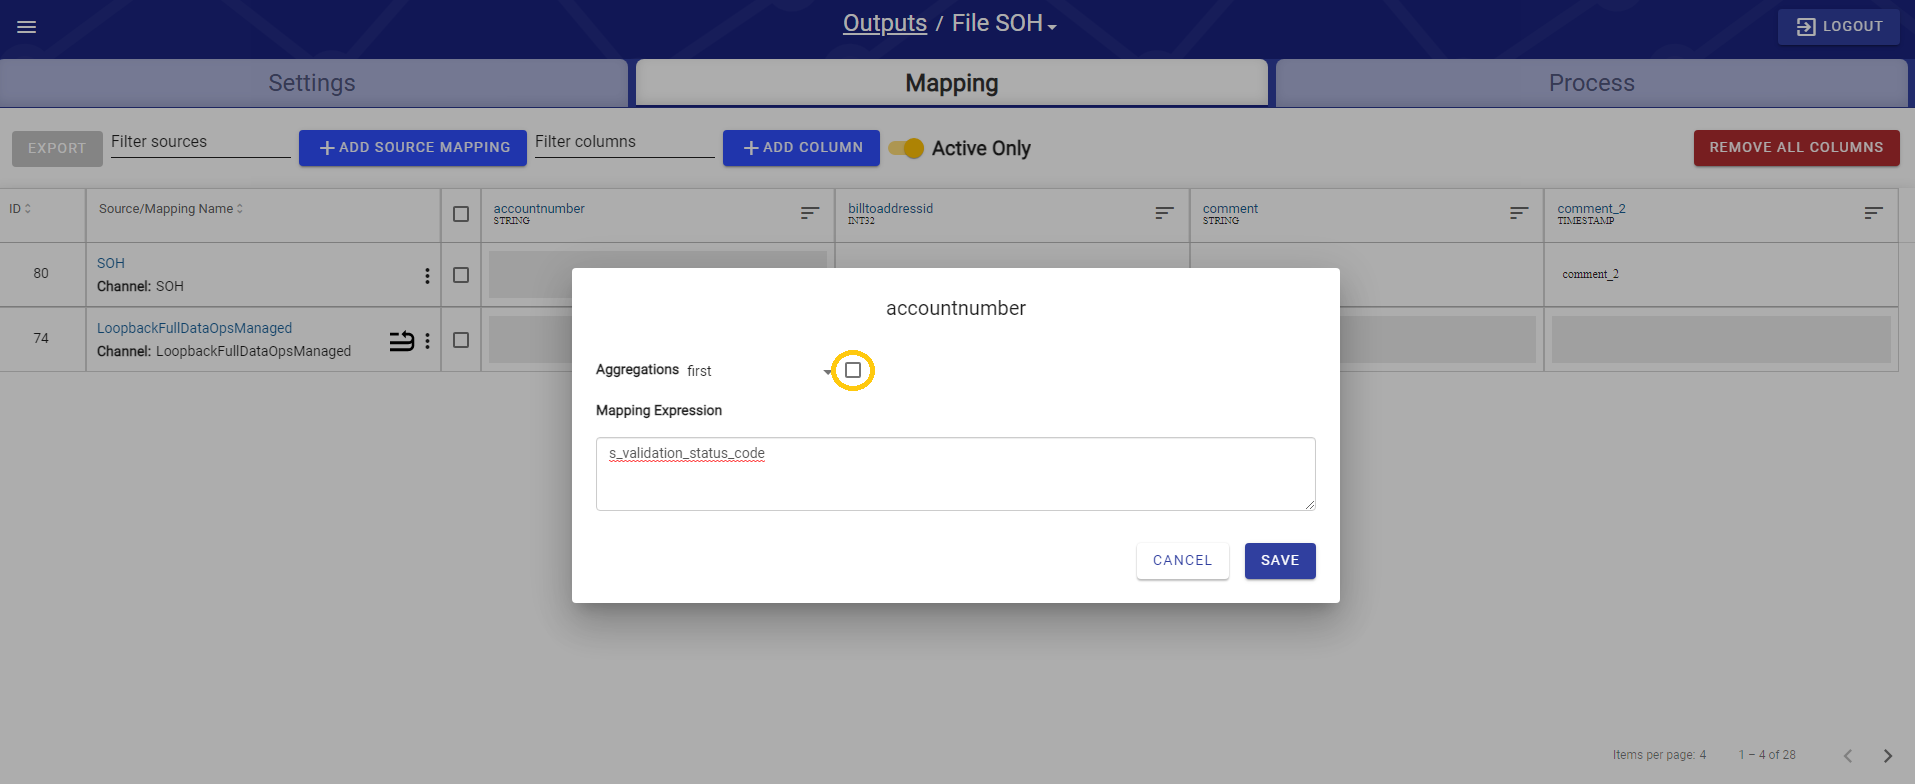 Outputs / File SOH
LOGOUT
Settings
Mapping
Process
EXPORT
Filter sources
ADD SOURCE MAPPING
Filter columns
ADD COLUMN
Active Only
REMOVE ALL COLUMNS
ID
Source/Mapping Name
accountnumber
STRING
billtoaddressid
INT32
comment
STRING
comment_2
TIMESTAMP
80
SOH
Channel: SOH
comment_2
74
LoopbackFullDataOpsManaged
Channel: LoopbackFullDataOpsManaged
accountnumber
Aggregations first
Mapping Expression
s_validation_status_code
CANCEL
SAVE
Items per page: 4
1 – 4 of 28